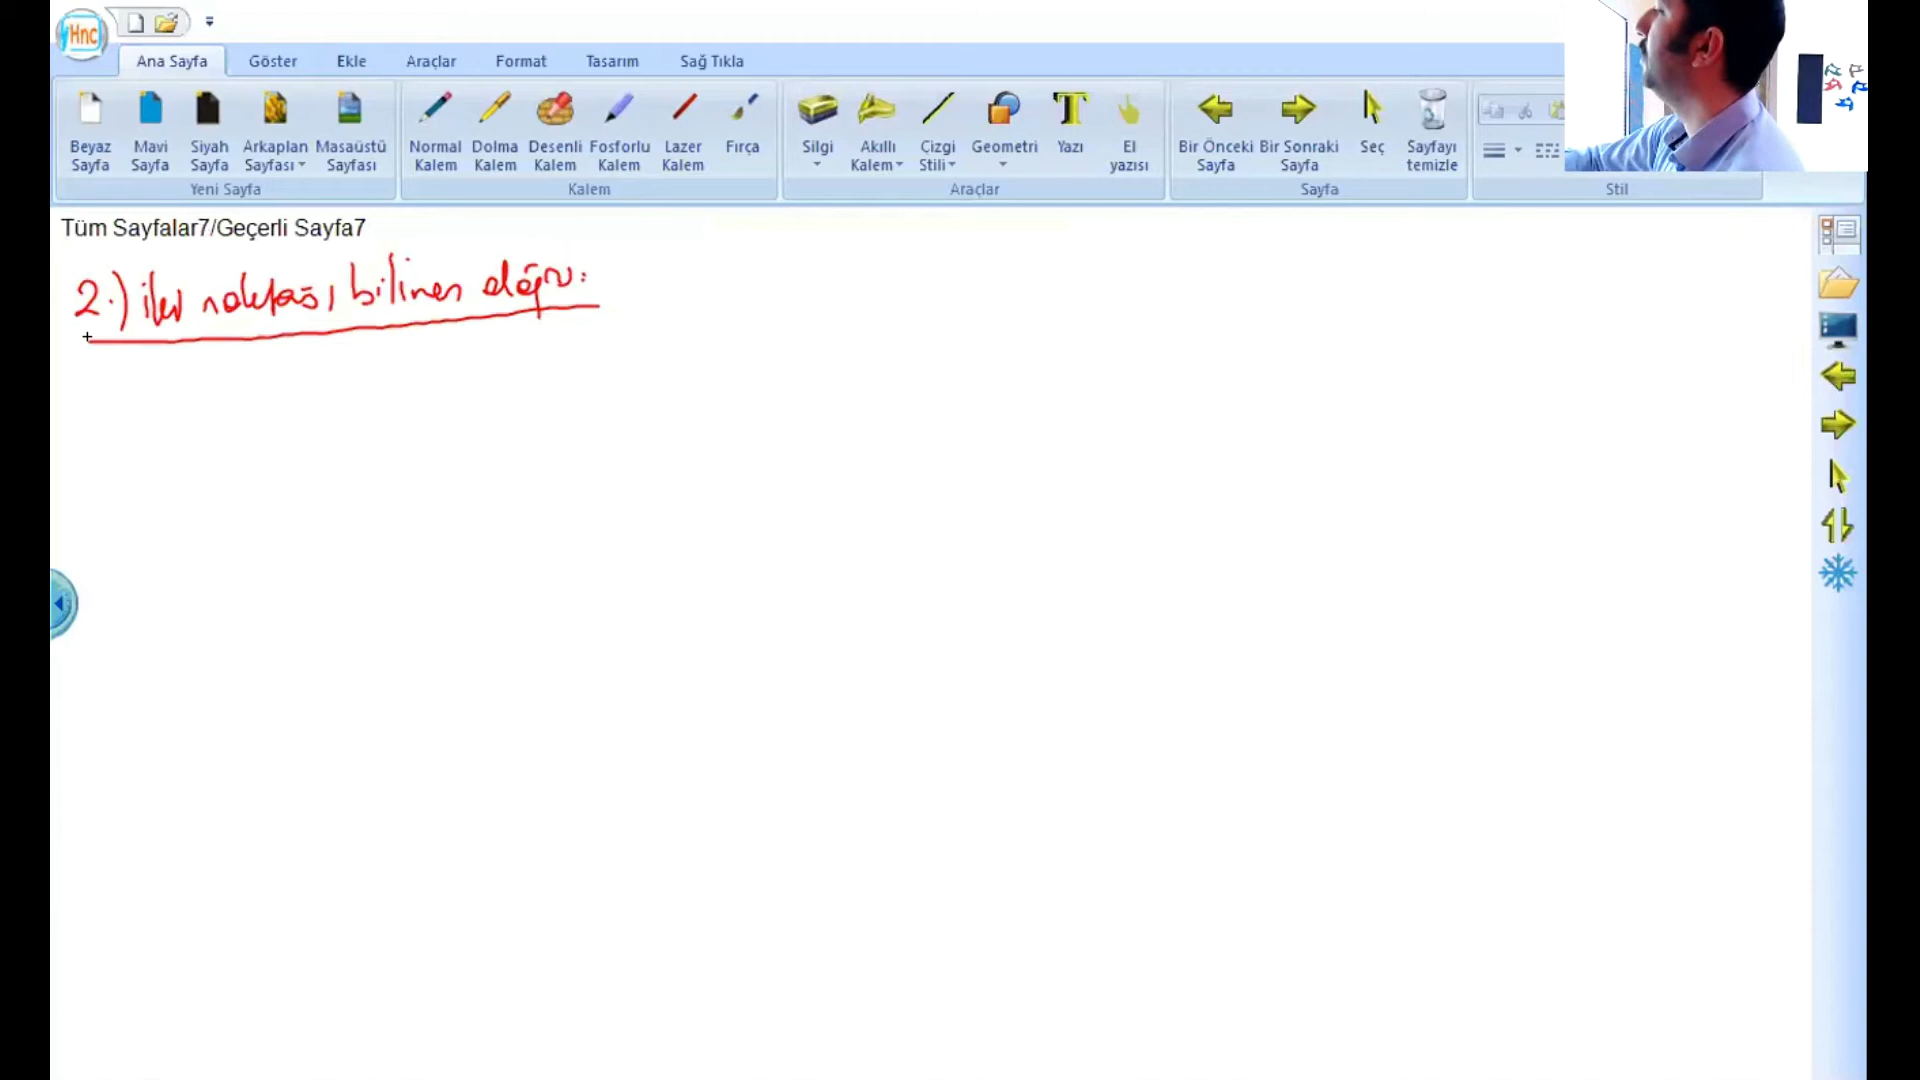 Hnc
Ana Sayfa Göster Ekle Araçlar Format Tasarım Sağ Tıkla
Beyaz Sayfa Mavi Sayfa Siyah Sayfa Arkaplan Sayfası Masaüstü Sayfası
Normal Kalem Dolma Kalem Desenli Kalem Fosforlu Kalem Lazer Kalem Fırça
Silgi Akıllı Kalem Çizgi Stili Geometri Yazı El yazısı
Bir Önceki Sayfa Bir Sonraki Sayfa Seç Sayfayı temizle
Yeni Sayfa Kalem Araçlar Sayfa Stil
Tüm Sayfalar7/Geçerli Sayfa7
2.) noktası bilinen doğru: